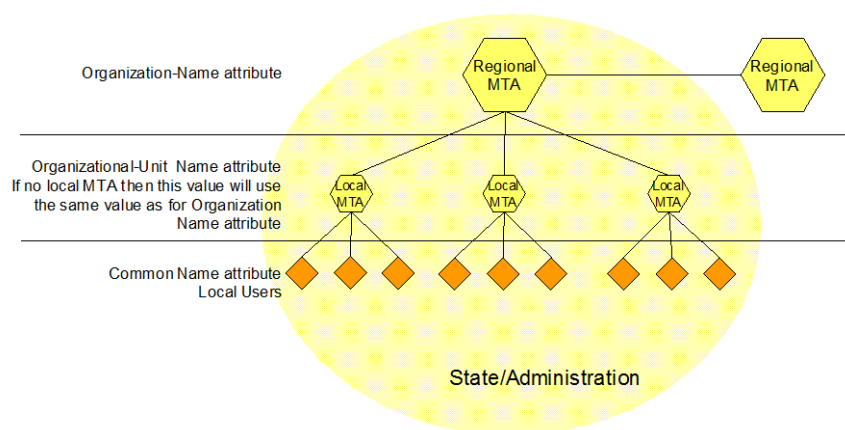 Organization-Name attribute
Regional
MTA
Regional
MTA
Organizational-Unit Name attribute
If no local MTA then this value will use
the same value as for Organization
Name attribute
Local
MTA
Local
MTA
Local
MTA
Common Name attribute
Local Users
State/Administration